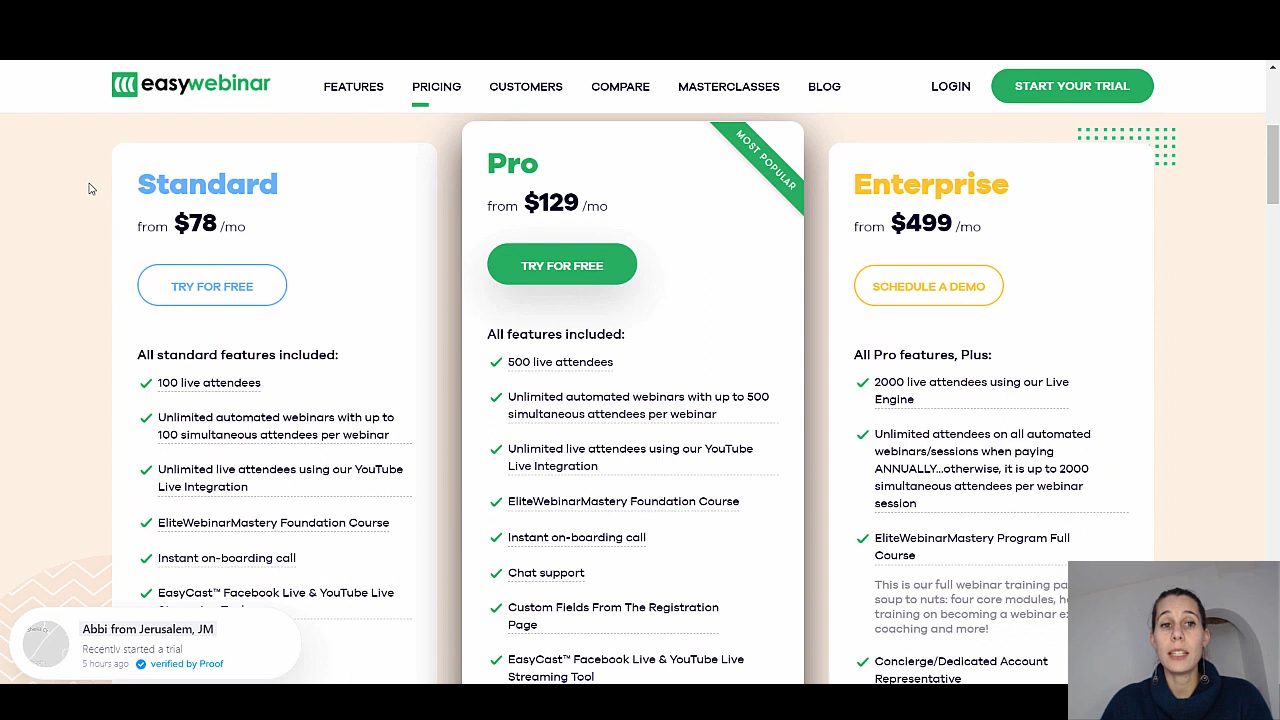 easywebinar
FEATURES
PRICING
CUSTOMERS
COMPARE
MASTERCLASSES
BLOG
LOGIN
START YOUR TRIAL
Standard
from $78 /mo
TRY FOR FREE
All standard features included:
100 live attendees
Unlimited automated webinars with up to
100 simultaneous attendees per webinar
Unlimited live attendees using our YouTube
Live Integration
EliteWebinarMastery Foundation Course
Instant on-boarding call
EasyCast™ Facebook Live & YouTube Live
MOST POPULAR
Pro
from $129 /mo
TRY FOR FREE
All features included:
500 live attendees
Unlimited automated webinars with up to 500
simultaneous attendees per webinar
Unlimited live attendees using our YouTube
Live Integration
EliteWebinarMastery Foundation Course
Instant on-boarding call
Chat support
Custom Fields From The Registration
Page
EasyCast™ Facebook Live & YouTube Live
Streaming Tool
Enterprise
from $499 /mo
SCHEDULE A DEMO
All Pro features, Plus:
2000 live attendees using our Live
Engine
Unlimited attendees on all automated
webinars/sessions when paying
ANNUALLY...otherwise, it is up to 2000
simultaneous attendees per webinar
session
EliteWebinarMastery Program Full
Course
This is our full webinar training
soup to nuts: four core modules,
training on becoming a webinar
coaching and more!
Concierge/Dedicated Account
Representative
Abbi from Jerusalem, JM
Recently started a trial
5 hours ago
verified by Proof